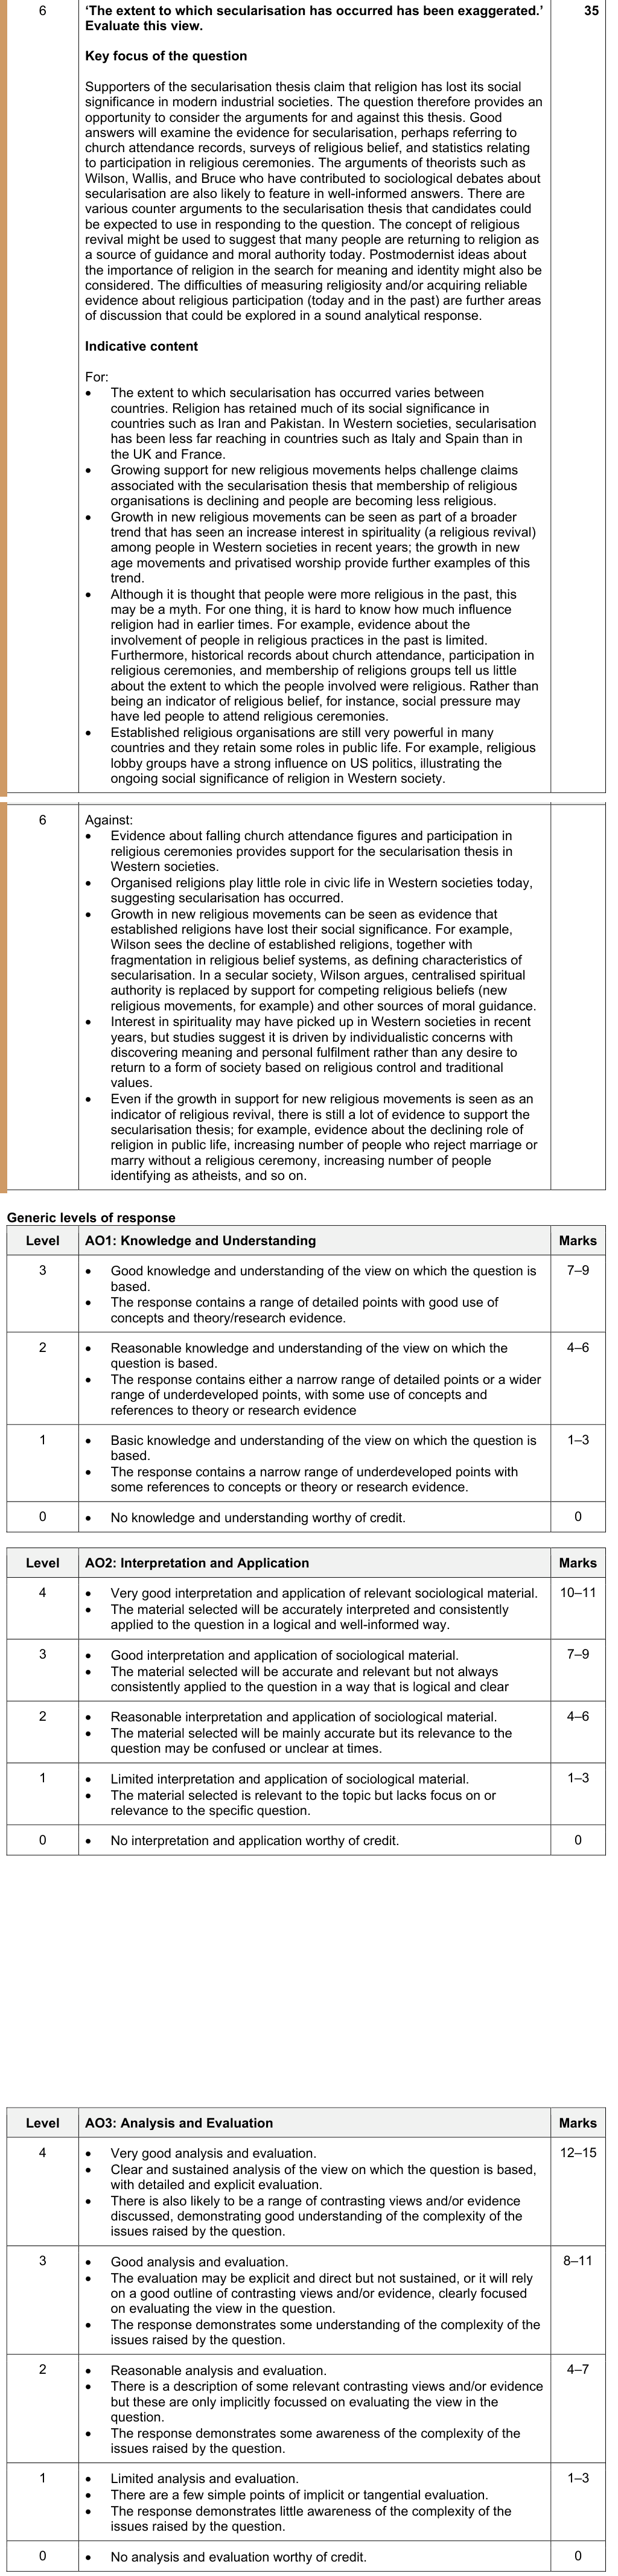 6
‘The extent to which secularisation has occurred has been exaggerated.’
35
Evaluate this view.
Key focus of the question
Supporters of the secularisation thesis claim that religion has lost its social
significance in modern industrial societies. The question therefore provides an
opportunity to consider the arguments for and against this thesis. Good
answers will examine the evidence for secularisation, perhaps referring to
church attendance records, surveys of religious belief, and statistics relating
to participation in religious ceremonies. The arguments of theorists such as
Wilson, Wallis, and Bruce who have contributed to sociological debates about
secularisation are also likely to feature in well-informed answers. There are
various counter arguments to the secularisation thesis that candidates could
be expected to use in responding to the question. The concept of religious
revival might be used to suggest that many people are returning to religion as
a source of guidance and moral authority today. Postmodernist ideas about
the importance of religion in the search for meaning and identity might also be
considered. The difficulties of measuring religiosity and/or acquiring reliable
evidence about religious participation (today and in the past) are further areas
of discussion that could be explored in a sound analytical response.
Indicative content
For:
• The extent to which secularisation has occurred varies between
countries. Religion has retained much of its social significance in
countries such as Iran and Pakistan. In Western societies, secularisation
has been less far reaching in countries such as Italy and Spain than in
the UK and France.
• Growing support for new religious movements helps challenge claims
associated with the secularisation thesis that membership of religious
organisations is declining and people are becoming less religious.
• Growth in new religious movements can be seen as part of a broader
trend that has seen an increase interest in spirituality (a religious revival)
among people in Western societies in recent years; the growth in new
age movements and privatised worship provide further examples of this
trend.
• Although it is thought that people were more religious in the past, this
may be a myth. For one thing, it is hard to know how much influence
religion had in earlier times. For example, evidence about the
involvement of people in religious practices in the past is limited.
Furthermore, historical records about church attendance, participation in
religious ceremonies, and membership of religions groups tell us little
about the extent to which the people involved were religious. Rather than
being an indicator of religious belief, for instance, social pressure may
have led people to attend religious ceremonies.
• Established religious organisations are still very powerful in many
countries and they retain some roles in public life. For example, religious
lobby groups have a strong influence on US politics, illustrating the
ongoing social significance of religion in Western society.
6
Against:
• Evidence about falling church attendance figures and participation in
religious ceremonies provides support for the secularisation thesis in
Western societies.
• Organised religions play little role in civic life in Western societies today,
suggesting secularisation has occurred.
• Growth in new religious movements can be seen as evidence that
established religions have lost their social significance. For example,
Wilson sees the decline of established religions, together with
fragmentation in religious belief systems, as defining characteristics of
secularisation. In a secular society, Wilson argues, centralised spiritual
authority is replaced by support for competing religious beliefs (new
religious movements, for example) and other sources of moral guidance.
• Interest in spirituality may have picked up in Western societies in recent
years, but studies suggest it is driven by individualistic concerns with
discovering meaning and personal fulfilment rather than any desire to
return to a form of society based on religious control and traditional
values.
• Even if the growth in support for new religious movements is seen as an
indicator of religious revival, there is still a lot of evidence to support the
secularisation thesis; for example, evidence about the declining role of
religion in public life, increasing number of people who reject marriage or
marry without a religious ceremony, increasing number of people
identifying as atheists, and so on.
Generic levels of response
Level
AO1: Knowledge and Understanding
Marks
3
• Good knowledge and understanding of the view on which the question is
7–9
based.
• The response contains a range of detailed points with good use of
concepts and theory/research evidence.
2
• Reasonable knowledge and understanding of the view on which the
4–6
question is based.
• The response contains either a narrow range of detailed points or a wider
range of underdeveloped points, with some use of concepts and
references to theory or research evidence
1
• Basic knowledge and understanding of the view on which the question is
1–3
based.
• The response contains a narrow range of underdeveloped points with
some references to concepts or theory or research evidence.
0
• No knowledge and understanding worthy of credit.
0
Level
AO2: Interpretation and Application
Marks
4
• Very good interpretation and application of relevant sociological material.
10–11
• The material selected will be accurately interpreted and consistently
applied to the question in a logical and well-informed way.
3
• Good interpretation and application of sociological material.
7–9
• The material selected will be accurate and relevant but not always
consistently applied to the question in a way that is logical and clear
2
• Reasonable interpretation and application of sociological material.
4–6
• The material selected will be mainly accurate but its relevance to the
question may be confused or unclear at times.
1
• Limited interpretation and application of sociological material.
1–3
• The material selected is relevant to the topic but lacks focus on or
relevance to the specific question.
0
• No interpretation and application worthy of credit.
0
Level
AO3: Analysis and Evaluation
Marks
4
• Very good analysis and evaluation.
12–15
• Clear and sustained analysis of the view on which the question is based,
with detailed and explicit evaluation.
• There is also likely to be a range of contrasting views and/or evidence
discussed, demonstrating good understanding of the complexity of the
issues raised by the question.
3
• Good analysis and evaluation.
8–11
• The evaluation may be explicit and direct but not sustained, or it will rely
on a good outline of contrasting views and/or evidence, clearly focused
on evaluating the view in the question.
• The response demonstrates some understanding of the complexity of the
issues raised by the question.
2
• Reasonable analysis and evaluation.
4–7
• There is a description of some relevant contrasting views and/or evidence
but these are only implicitly focussed on evaluating the view in the
question.
• The response demonstrates some awareness of the complexity of the
issues raised by the question.
1
• Limited analysis and evaluation.
1–3
• There are a few simple points of implicit or tangential evaluation.
• The response demonstrates little awareness of the complexity of the
issues raised by the question.
0
• No analysis and evaluation worthy of credit.
0